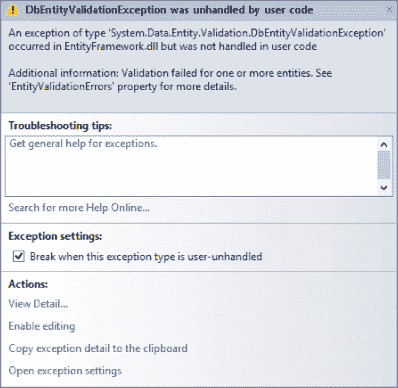 DbEntityValidationException was unhandled by user code
An exception of type 'System.Data.Entity.Validation.DbEntityValidationException'
occurred in EntityFramework.dll but was not handled in user code
Additional information: Validation failed for one or more entities. See
'EntityValidationErrors' property for more details.
Troubleshooting tips:
Get general help for exceptions.
Search for more Help Online...
Exception settings:
Break when this exception type is user-unhandled
Actions:
View Detail...
Enable editing
Copy exception detail to the clipboard
Open exception settings